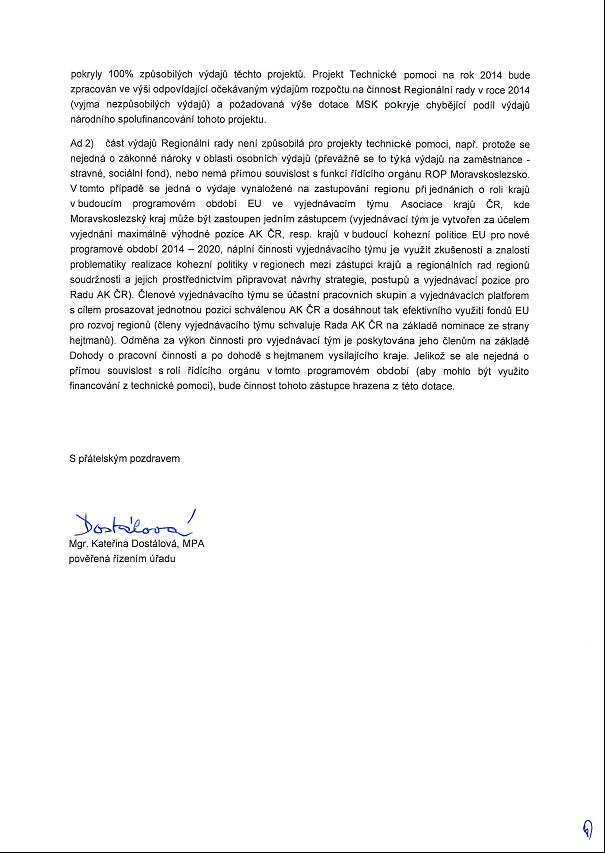 pokryly 100% způsobilých výdajů těchto projektů. Projekt Technické pomoci na rok 2014 bude
zpracován ve výši odpovídající očekávaným výdajům rozpočtu na činnost Regionální rady v roce 2014
(vyjma nezpůsobilých výdajů) a požadovaná výše dotace MSK pokryje chybějící podíl výdajů
národního spolufinancování tohoto projektu.
Ad 2) část výdajů Regionální rady není způsobilá pro projekty technické pomoci, např. protože se
nejedná o zákonné nároky v oblasti osobních výdajů (převážně se to týká výdajů na zaměstnance -
stravné, sociální fond), nebo nemá přímou souvislost s funkcí řídícího orgánu ROP Moravskoslezsko.
V tomto případě se jedná o výdaje vynaložené na zastupování regionu při jednáních o roli krajů
v budoucím programovém období EU ve vyjednávacím týmu Asociace krajů ČR, kde
Moravskoslezský kraj může být zastoupen jedním zástupcem (vyjednávací tým je vytvořen za účelem
vyjednání maximálně výhodné pozice AK ČR, resp. krajů v budoucí kohezní politice EU pro nové
programové období 2014 – 2020, náplní činnosti vyjednávacího týmu je využít zkušeností a znalosti
problematiky realizace kohezní politiky v regionech mezi zástupci krajů a regionálních rad regionů
soudržnosti a jejich prostřednictvím připravovat návrhy strategie, postupů a vyjednávací pozice pro
Radu AK ČR). Členové vyjednávacího týmu se účastní pracovních skupin a vyjednávacích platforem
s cílem prosazovat jednotnou pozici schválenou AK ČR a dosáhnout tak efektivního využití fondů EU
pro rozvoj regionů (členy vyjednávacího týmu schvaluje Rada AK ČR na základě nominace ze strany
hejtmanů). Odměna za výkon činnosti pro vyjednávací tým je poskytována jeho členům na základě
Dohody o pracovní činnosti a po dohodě s hejtmanem vysílajícího kraje. Jelikož se ale nejedná o
přímou souvislost s rolí řídícího orgánu v tomto programovém období (aby mohlo být využito
financování z technické pomoci), bude činnost tohoto zástupce hrazena z této dotace.
S přátelským pozdravem
Dostálová
Mgr. Kateřina Dostálová, MPA
pověřená řízením úřadu